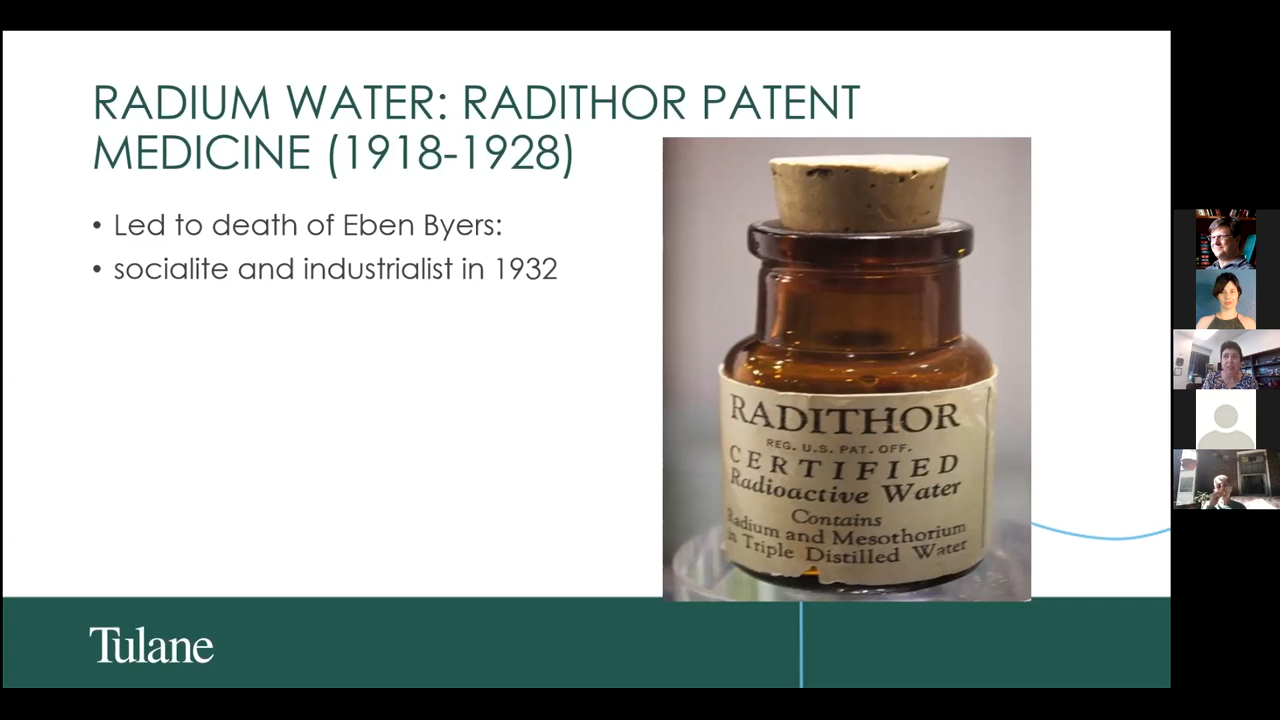 RADIUM WATER: RADITHOR PATENT
MEDICINE (1918-1928)
• Led to death of Eben Byers:
• socialite and industrialist in 1932
RADITHOR
REG. U.S. PAT. OFF.
CERTIFIED
Radioactive Water
Contains
Radium and Mesothorium
in Triple Distilled Water
Tulane